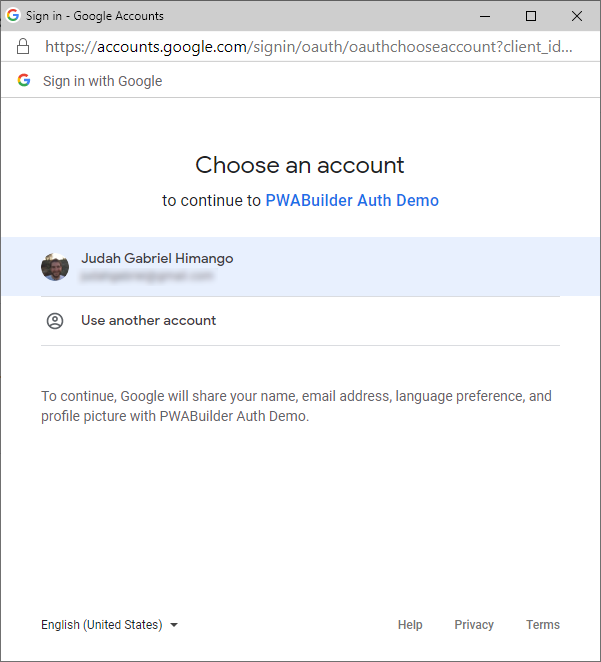 Sign in - Google Accounts
https://accounts.google.com/signin/oauth/oauthchooseaccount?client_id...
Sign in with Google
Choose an account
to continue to PWABuilder Auth Demo
Judah Gabriel Himango
Use another account
To continue, Google will share your name, email address, language preference, and
profile picture with PWABuilder Auth Demo.
English (United States)
Help Privacy Terms